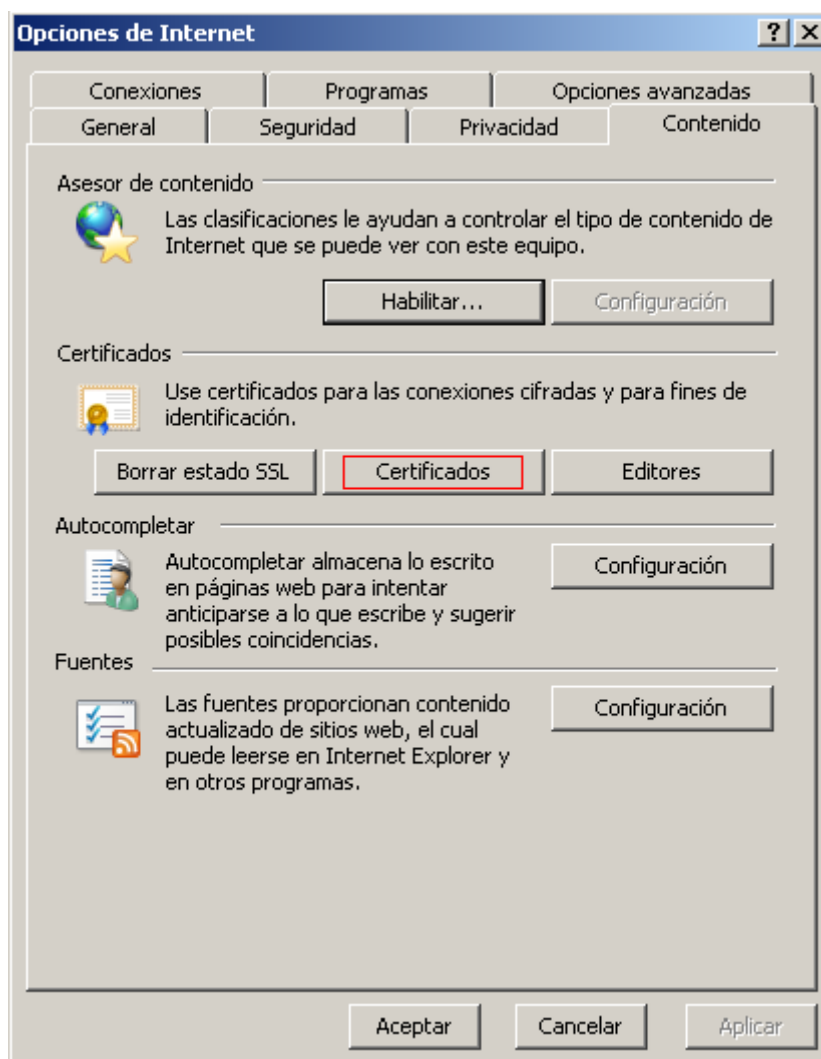 Opciones de Internet
?
X
Conexiones
Programas
Opciones avanzadas
General
Seguridad
Privacidad
Contenido
Asesor de contenido
Las clasificaciones le ayudan a controlar el tipo de contenido de
Internet que se puede ver con este equipo.
Habilitar...
Configuración
Certificados
Use certificados para las conexiones cifradas y para fines de
identificación.
Borrar estado SSL
Certificados
Editores
Autocompletar
Autocompletar almacena lo escrito
en páginas web para intentar
anticiparse a lo que escribe y sugerir
posibles coincidencias.
Configuración
Fuentes
Las fuentes proporcionan contenido
actualizado de sitios web, el cual
puede leerse en Internet Explorer y
en otros programas.
Configuración
Aceptar
Cancelar
Aplicar